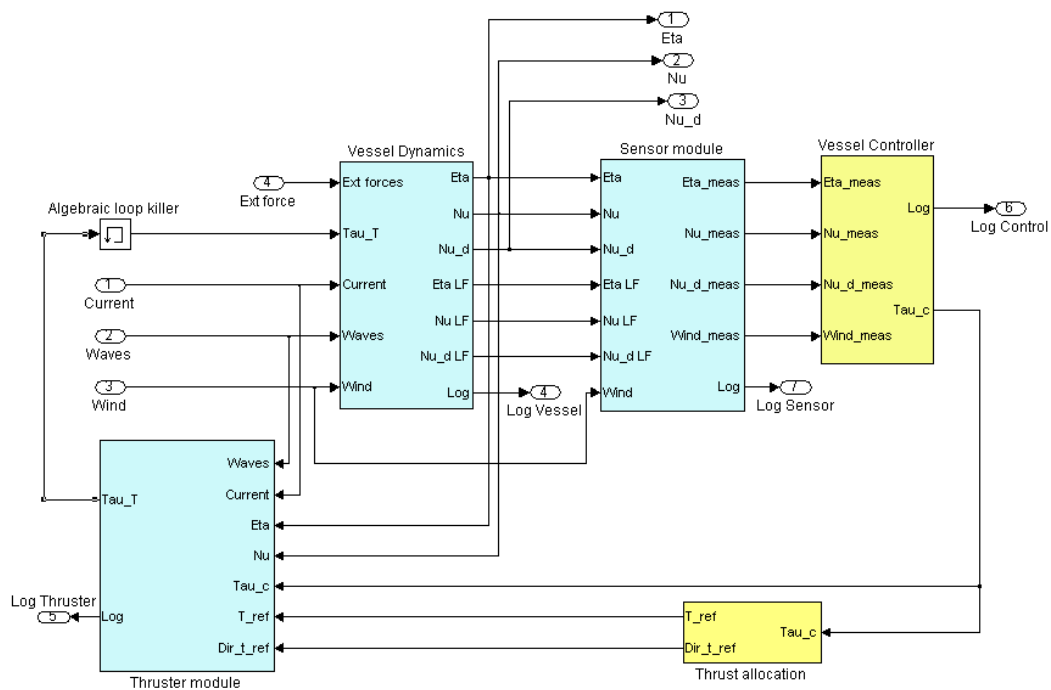 1
Eta
2
Nu
3
Nu_d
Vessel Dynamics
Sensor module
Vessel Controller
4
Ext force
Ext forces
Tau_T
Current
Waves
Wind
Eta
Nu
Nu_d
Eta LF
Nu LF
Nu_d LF
Log
Algebraic loop killer
1
Current
2
Waves
3
Wind
4
Log Vessel
Eta
Nu
Nu_d
Eta LF
Nu LF
Nu_d LF
Wind
Eta_meas
Nu_meas
Nu_d_meas
Wind_meas
Log
7
Log Sensor
Eta_meas
Nu_meas
Nu_d_meas
Wind_meas
Log
Tau_c
6
Log Control
Tau_T
Log
Waves
Current
Eta
Nu
Tau_c
T_ref
Dir_t_ref
Log Thruster
5
Thruster module
T_ref
Dir_t_ref
Tau_c
Thrust allocation